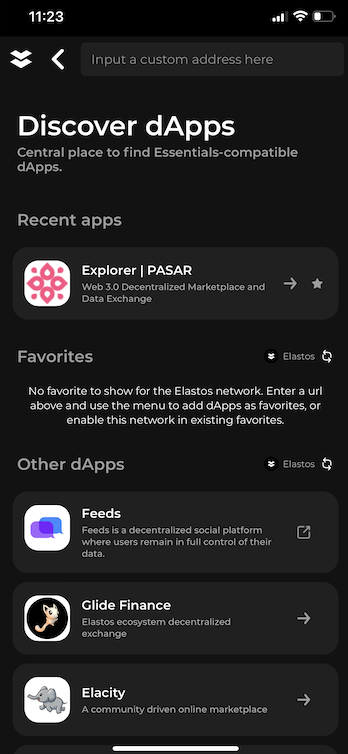 11:23
Input a custom address here
Discover dApps
Central place to find Essentials-compatible
dApps.
Recent apps
Explorer | PASAR
Web 3.0 Decentralized Marketplace and
Data Exchange
Favorites
Elastos
No favorite to show for the Elastos network. Enter a url
above and use the menu to add dApps as favorites, or
enable this network in existing favorites.
Other dApps
Elastos
Feeds
Feeds is a decentralized social platform
where users remain in full control of their
data.
Glide Finance
Elastos ecosystem decentralized
exchange
Elacity
A community driven online marketplace